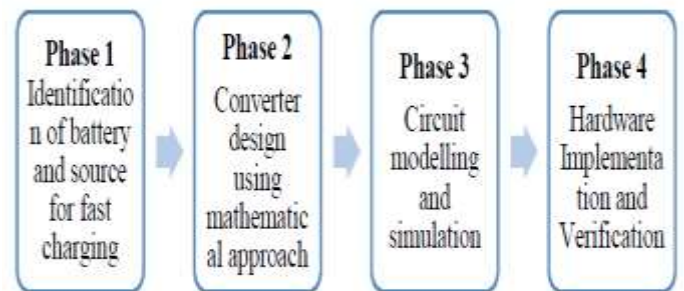 Phase 1
Identificatio
n of battery
and source
for fast
charging
Phase 2
Converter
design
using
mathematic
al approach
Phase 3
Circuit
modelling
and
simulation
Phase 4
Hardware
Implementa
tion and
Verification